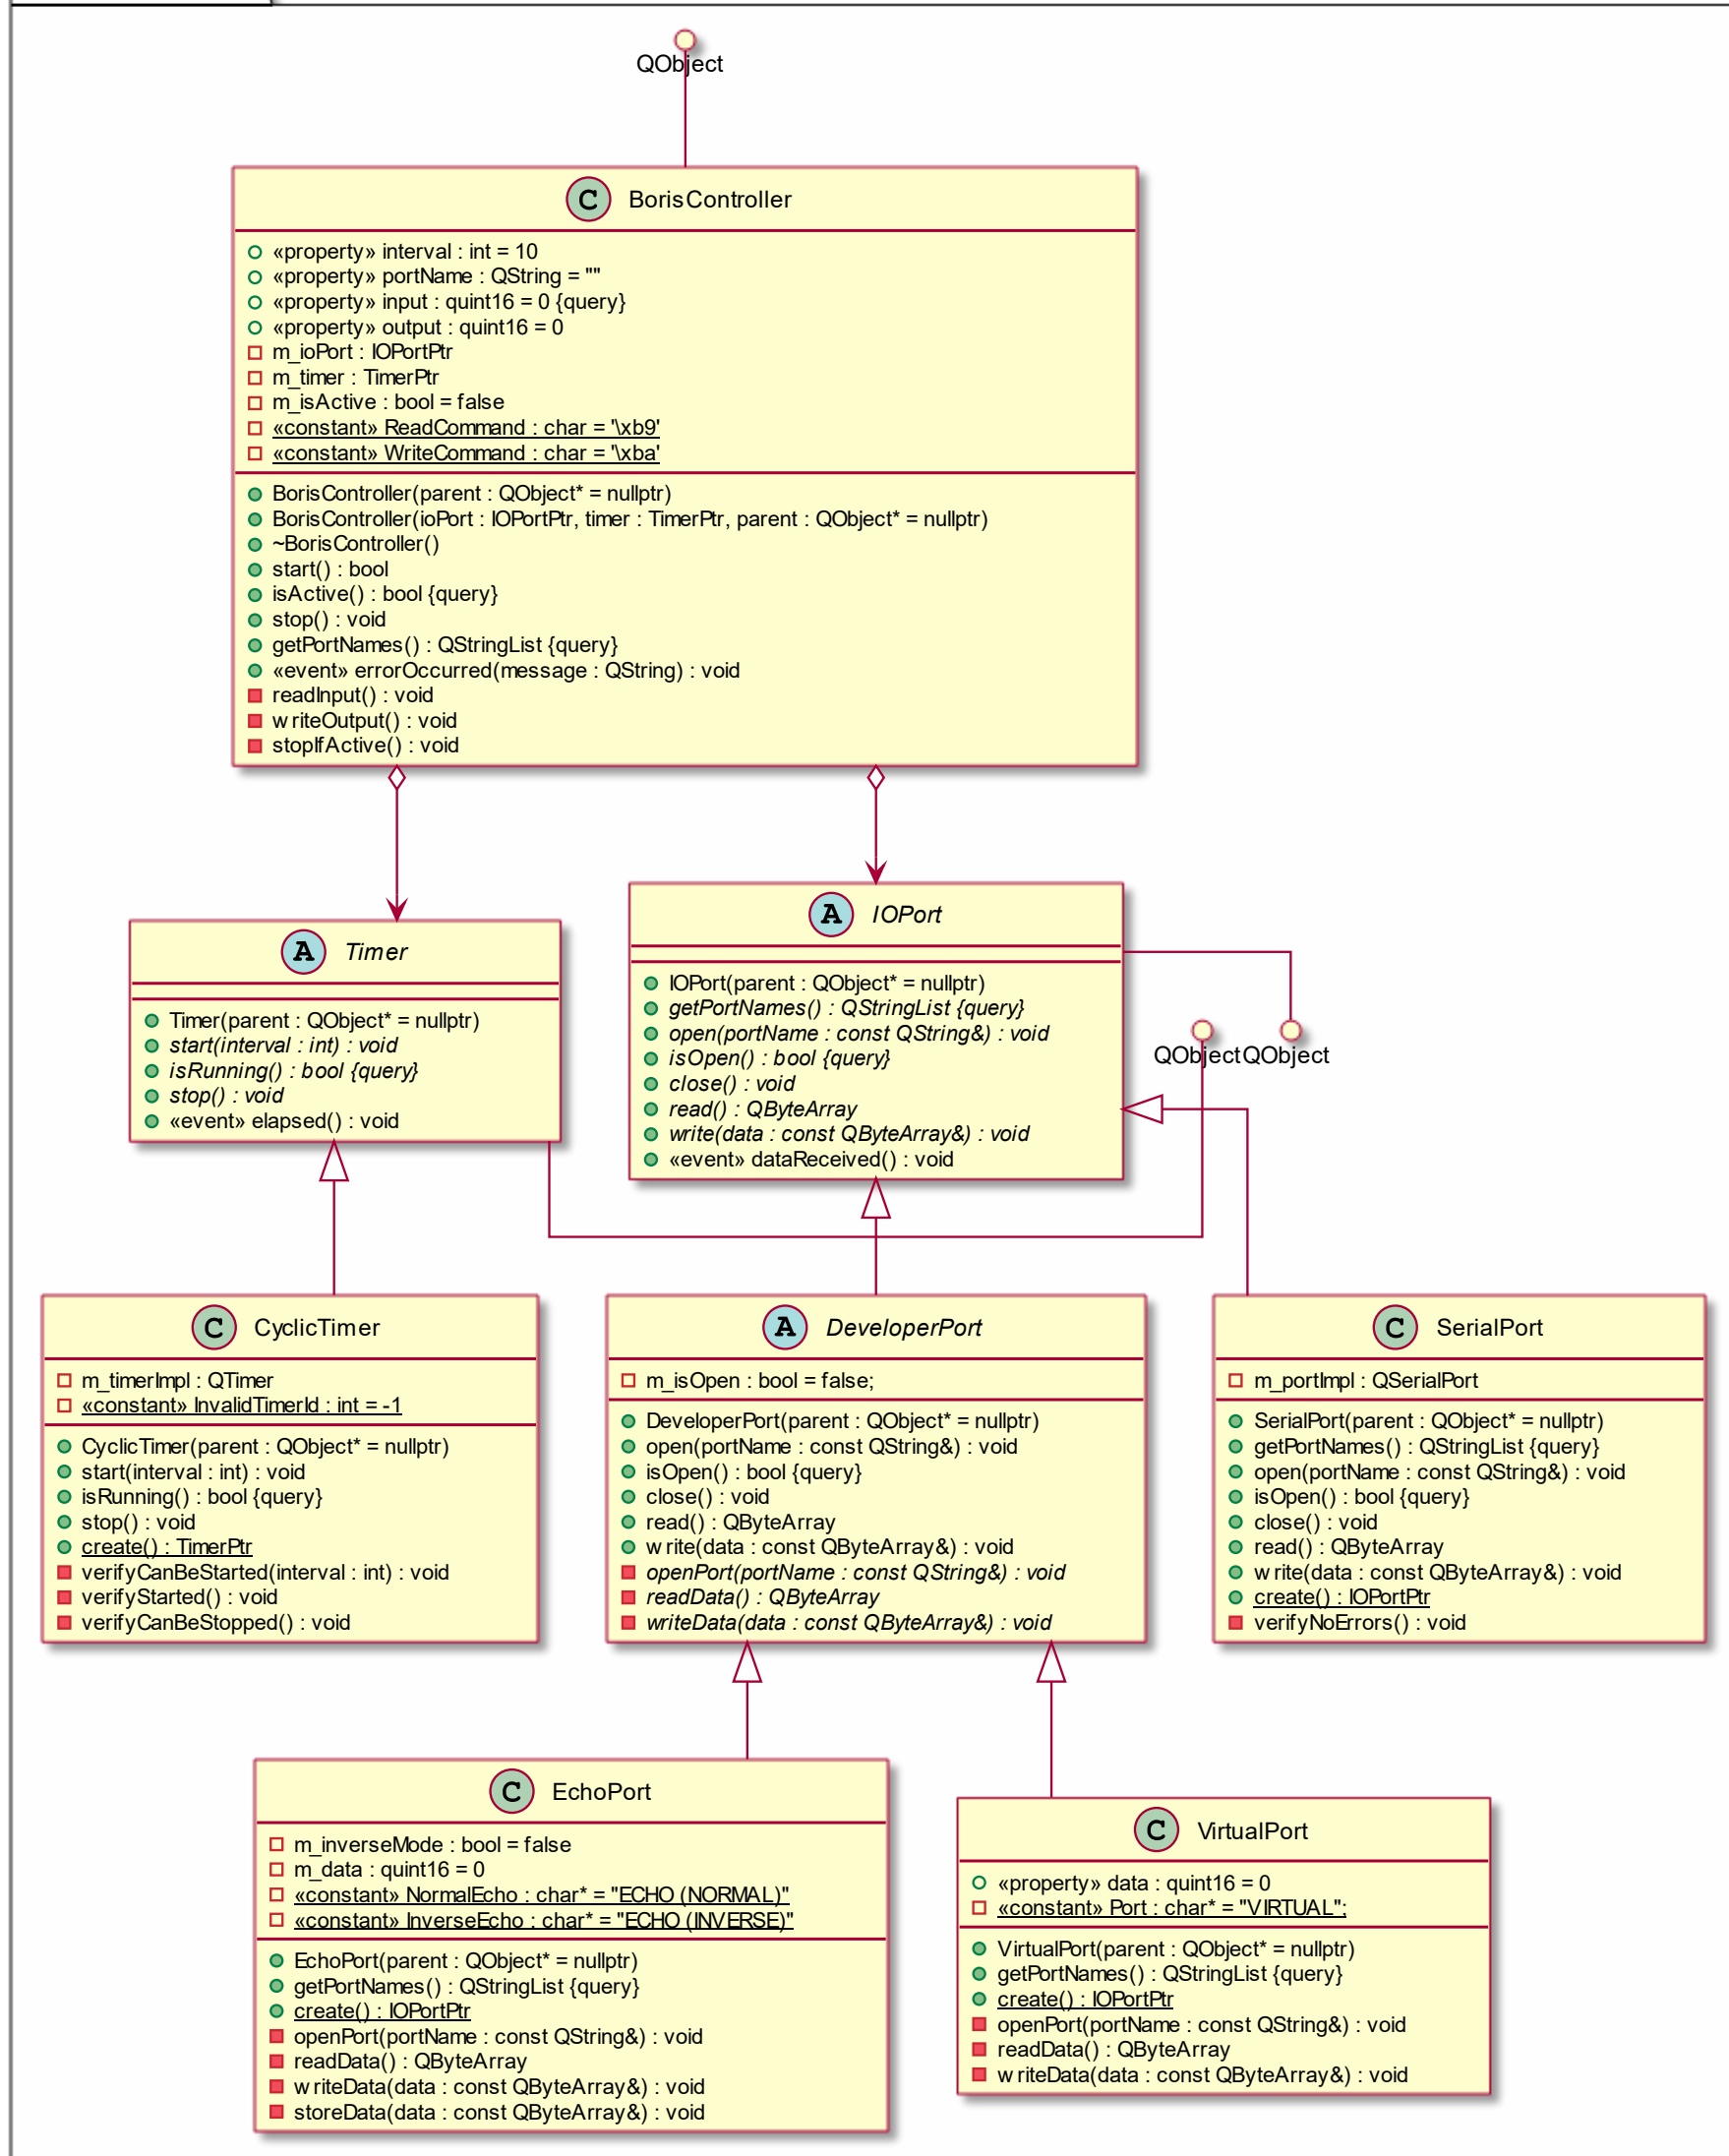 QObject
C BorisController
«property» interval : int = 10
«property» portName : QString = ""
«property» input : quint16 = 0 {query}
«property» output : quint16 = 0
m_ioPort : IOPortPtr
m_timer : TimerPtr
m_isActive : bool = false
«constant» ReadCommand : char = '\xb9'
«constant» WriteCommand : char = '\xba'
BorisController(parent : QObject* = nullptr)
BorisController(ioPort : IOPortPtr, timer : TimerPtr, parent : QObject* = nullptr)
~BorisController()
start() : bool
isActive() : bool {query}
stop() : void
getPortNames() : QStringList {query}
«event» errorOccurred(message : QString) : void
readInput() : void
writeOutput() : void
stopIfActive() : void
A Timer
Timer(parent : QObject* = nullptr)
start(interval : int) : void
isRunning() : bool {query}
stop() : void
«event» elapsed() : void
A IOPort
IOPort(parent : QObject* = nullptr)
getPortNames() : QStringList {query}
open(portName : const QString&) : void
isOpen() : bool {query}
close() : void
read() : QByteArray
write(data : const QByteArray&) : void
«event» dataReceived() : void
QObject
QObject
C CyclicTimer
m_timerImpl : QTimer
«constant» InvalidTimerId : int = -1
CyclicTimer(parent : QObject* = nullptr)
start(interval : int) : void
isRunning() : bool {query}
stop() : void
create() : TimerPtr
verifyCanBeStarted(interval : int) : void
verifyStarted() : void
verifyCanBeStopped() : void
A DeveloperPort
m_isOpen : bool = false;
DeveloperPort(parent : QObject* = nullptr)
open(portName : const QString&) : void
isOpen() : bool {query}
close() : void
read() : QByteArray
write(data : const QByteArray&) : void
openPort(portName : const QString&) : void
readData() : QByteArray
writeData(data : const QByteArray&) : void
C SerialPort
m_portImpl : QSerialPort
SerialPort(parent : QObject* = nullptr)
getPortNames() : QStringList {query}
open(portName : const QString&) : void
isOpen() : bool {query}
close() : void
read() : QByteArray
write(data : const QByteArray&) : void
create() : IOPortPtr
verifyNoErrors() : void
C EchoPort
m_inverseMode : bool = false
m_data : quint16 = 0
«constant» NormalEcho : char* = "ECHO (NORMAL)"
«constant» InverseEcho : char* = "ECHO (INVERSE)"
EchoPort(parent : QObject* = nullptr)
getPortNames() : QStringList {query}
create() : IOPortPtr
openPort(portName : const QString&) : void
readData() : QByteArray
writeData(data : const QByteArray&) : void
storeData(data : const QByteArray&) : void
C VirtualPort
«property» data : quint16 = 0
«constant» Port : char* = "VIRTUAL";
VirtualPort(parent : QObject* = nullptr)
getPortNames() : QStringList {query}
create() : IOPortPtr
openPort(portName : const QString&) : void
readData() : QByteArray
writeData(data : const QByteArray&) : void